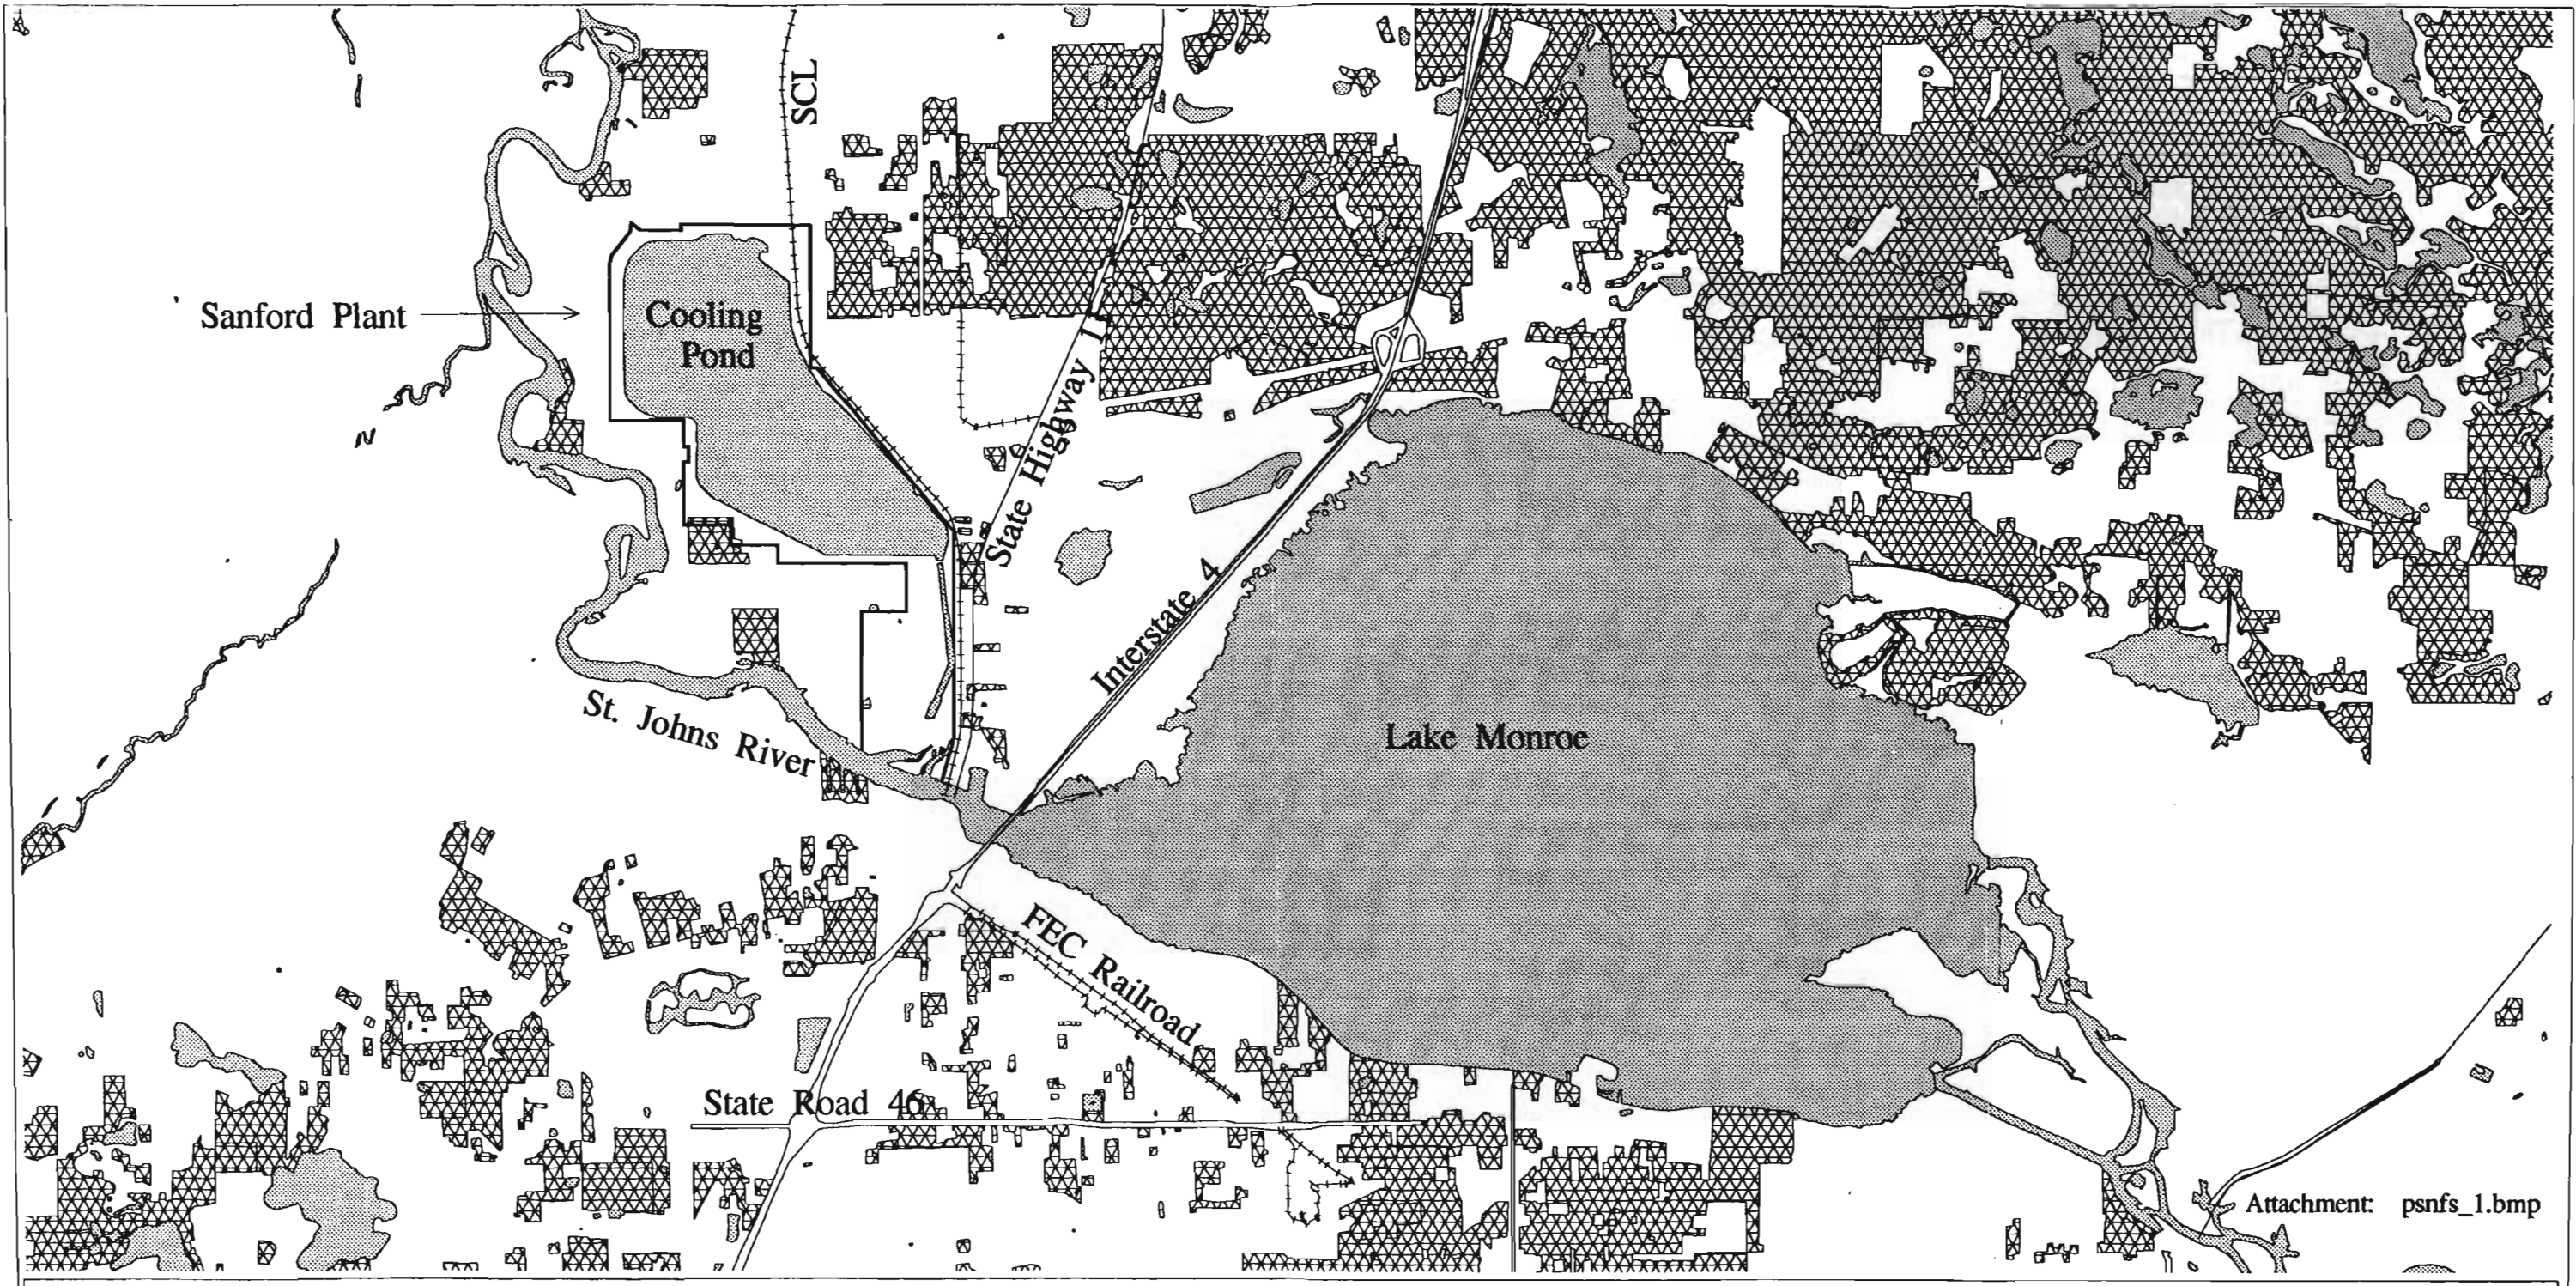 SCL
Sanford Plant
Cooling
Pond
State Highway 15
Interstate 4
St. Johns River
Lake Monroe
FEC Railroad
State Road 46
Attachment: psnfs_1.bmp